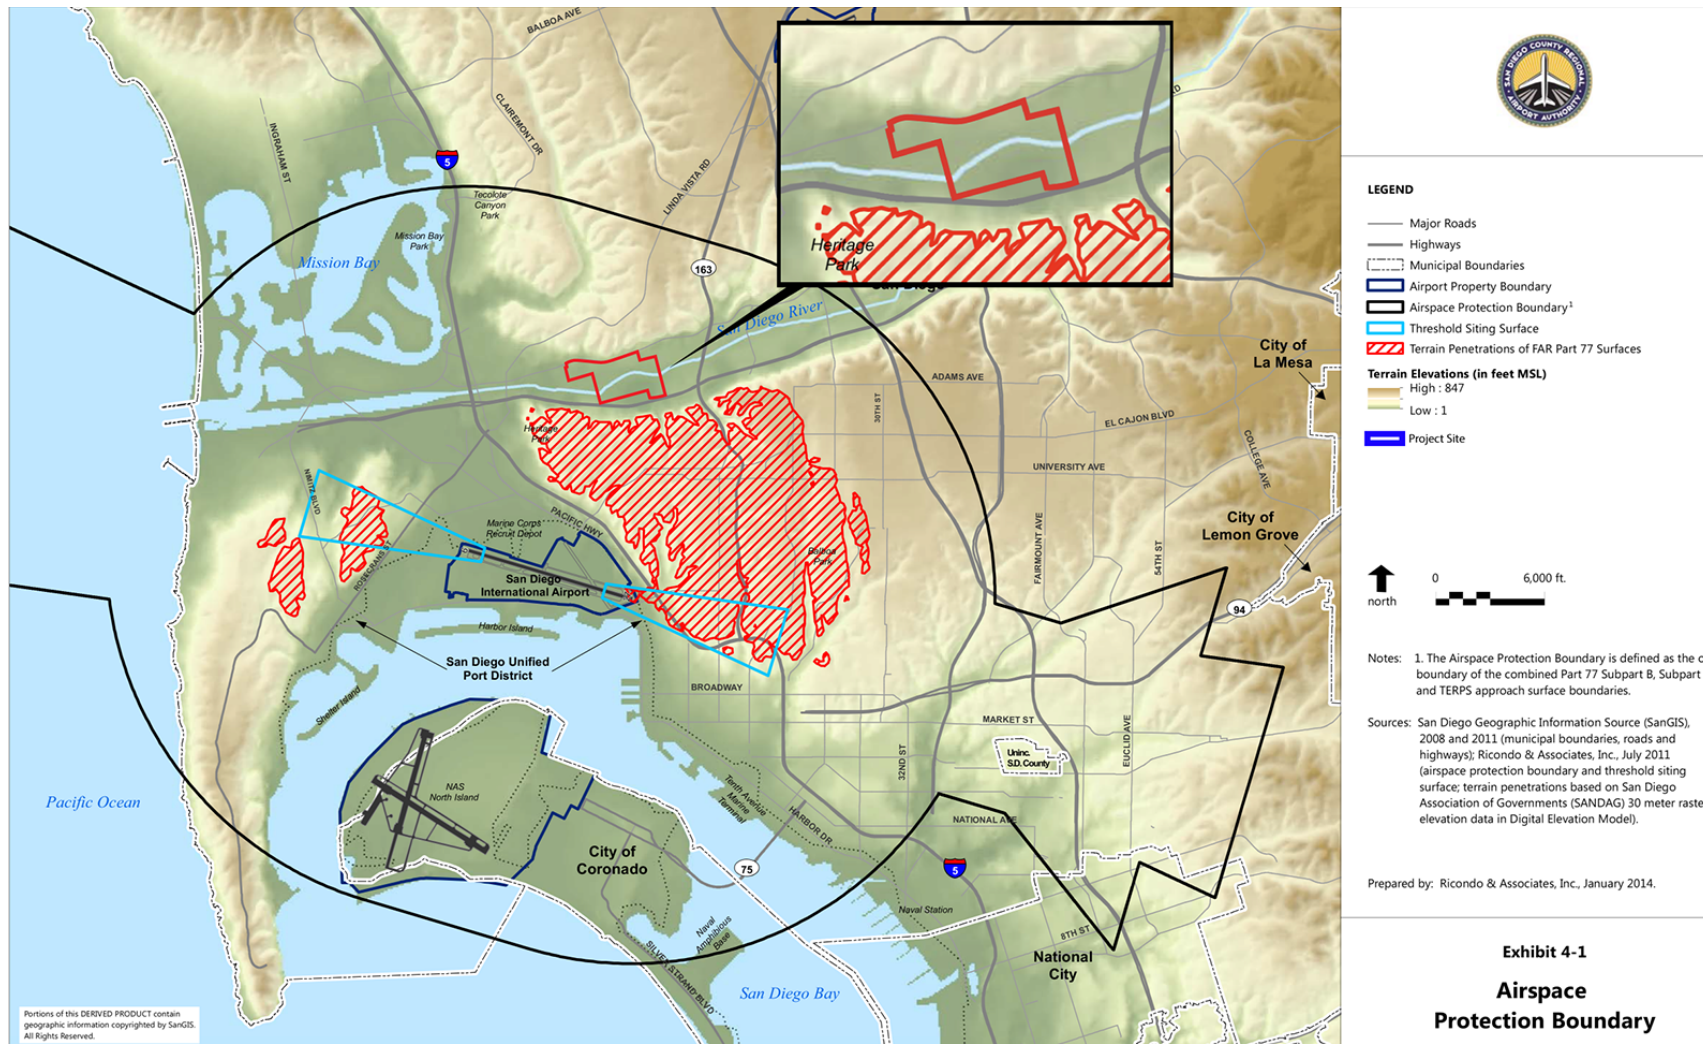 BALBOA AVE
CLAIREMONT DR
INGRAHAM ST
LINDA VISTA RD
RD
5
Tecolote
Canyon
Park
Mission Bay
Park
Mission Bay
163
Heritage
Park
San Diego
San Diego River
ADAMS AVE
30TH ST
EL CAJON BLVD
COLLEGE AVE
UNIVERSITY AVE
City of
La Mesa
City of
Lemon Grove
Heritage
Park
NIMITZ BLVD
ROSECRANS ST
Marine Corps
Recruit Depot
PACIFIC HWY
Balboa
Park
FAIRMOUNT AVE
54TH ST
94
San Diego
International Airport
Harbor Island
San Diego Unified
Port District
Shelter Island
BROADWAY
MARKET ST
EUCLID AVE
32ND ST
Uninc.
S.D. County
Pacific Ocean
NAS
North Island
Tenth Avenue
Marine
Terminal
HARBOR DR
NATIONAL AVE
City of
Coronado
75
5
Naval Station
Naval
Amphibious
Base
SILVER STRAND BLVD
8TH ST
National
City
San Diego Bay
Portions of this DERIVED PRODUCT contain
geographic information copyrighted by SanGIS.
All Rights Reserved.
SAN DIEGO COUNTY REGIONAL
AIRPORT AUTHORITY
LEGEND
Major Roads
Highways
Municipal Boundaries
Airport Property Boundary
Airspace Protection Boundary1
Threshold Siting Surface
Terrain Penetrations of FAR Part 77 Surfaces
Terrain Elevations (in feet MSL)
High : 847
Low : 1
Project Site
north
0 6,000 ft.
Notes: 1. The Airspace Protection Boundary is defined as the
boundary of the combined Part 77 Subpart B, Subpart
and TERPS approach surface boundaries.
Sources: San Diego Geographic Information Source (SanGIS),
2008 and 2011 (municipal boundaries, roads and
highways); Ricondo & Associates, Inc., July 2011
(airspace protection boundary and threshold siting
surface; terrain penetrations based on San Diego
Association of Governments (SANDAG) 30 meter raste
elevation data in Digital Elevation Model).
Prepared by: Ricondo & Associates, Inc., January 2014.
Exhibit 4-1
Airspace
Protection Boundary